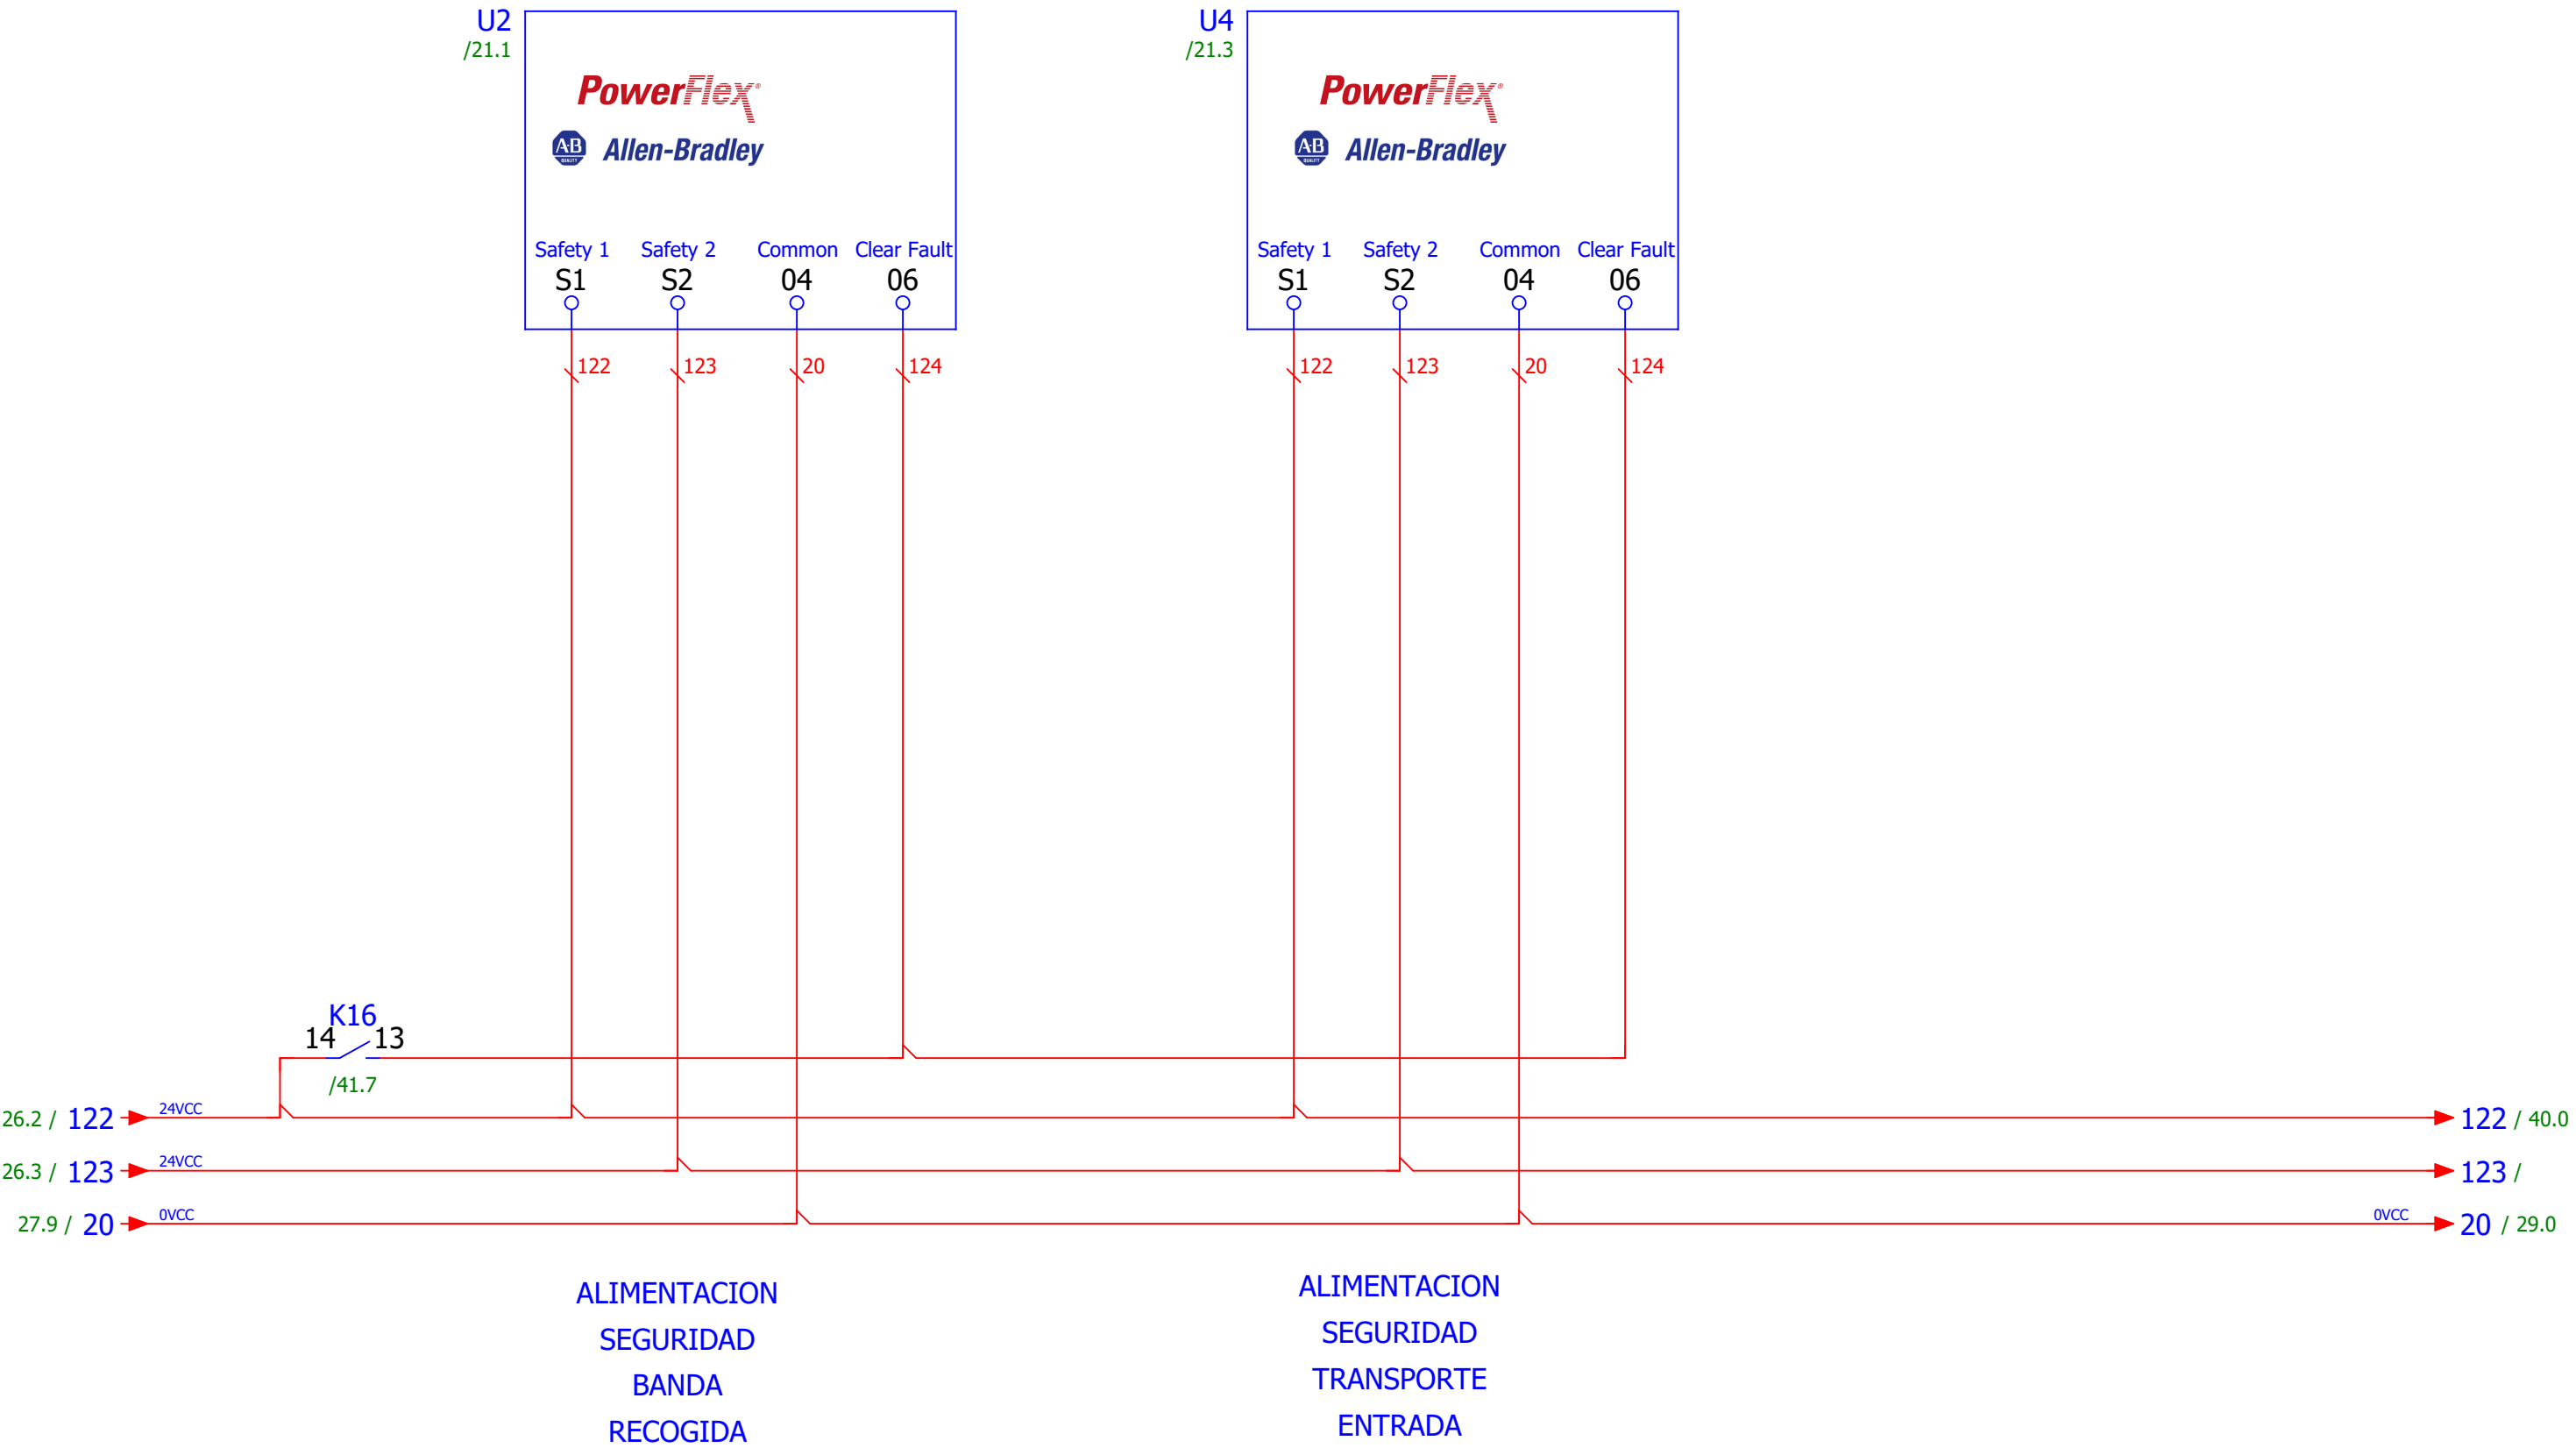 U2
/21.1
PowerFlex®
A-B QUALITY Allen-Bradley
Safety 1 Safety 2 Common Clear Fault
S1 S2 04 06
122 123 20 124
U4
/21.3
PowerFlex®
A-B QUALITY Allen-Bradley
Safety 1 Safety 2 Common Clear Fault
S1 S2 04 06
122 123 20 124
K16
14 13
/41.7
26.2 / 122 24VCC
122 / 40.0
26.3 / 123 24VCC
123 /
27.9 / 20 0VCC
0VCC 20 / 29.0
ALIMENTACION
SEGURIDAD
BANDA
RECOGIDA
ALIMENTACION
SEGURIDAD
TRANSPORTE
ENTRADA